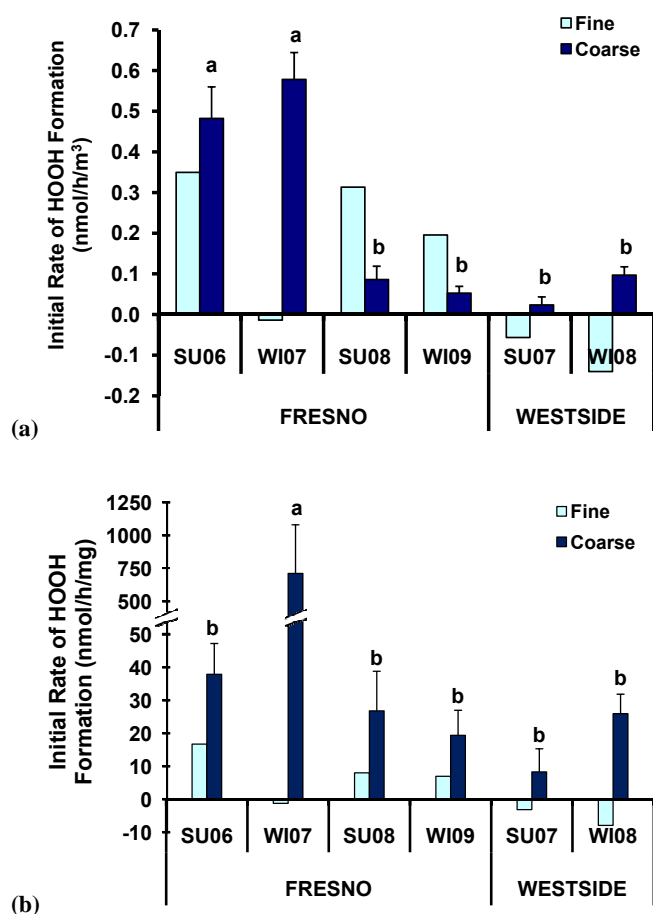 Initial Rate of HOOH Formation
(nmol/h/m³)
0.7
0.6
0.5
0.4
0.3
0.2
0.1
0.0
-0.1
-0.2
Fine
Coarse
a
a
b
b
b
b
SU06
WI07
SU08
WI09
SU07
WI08
FRESNO
WESTSIDE
(a)
Initial Rate of HOOH
Formation (nmol/h/mg)
1250
1000
750
500
50
40
30
20
10
0
-10
Fine
Coarse
b
a
b
b
b
b
SU06
WI07
SU08
WI09
SU07
WI08
FRESNO
WESTSIDE
(b)